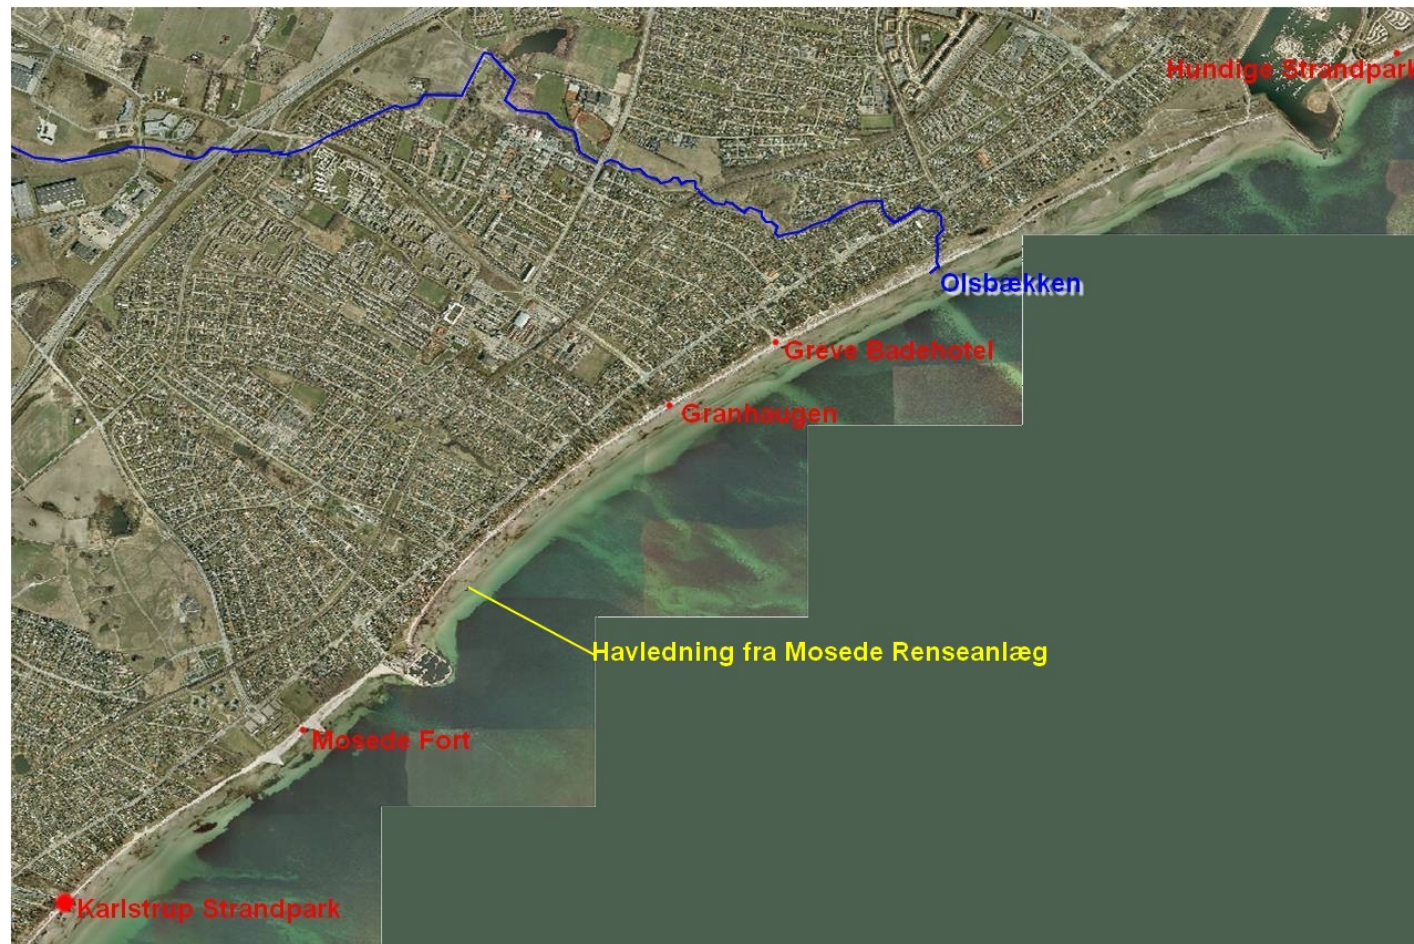 Hundige Strandpark
Olsbækken
Greve Badehotel
Granhaugen
Havledning fra Mosede Renseanlæg
Mosede Fort
Karlstrup Strandpark